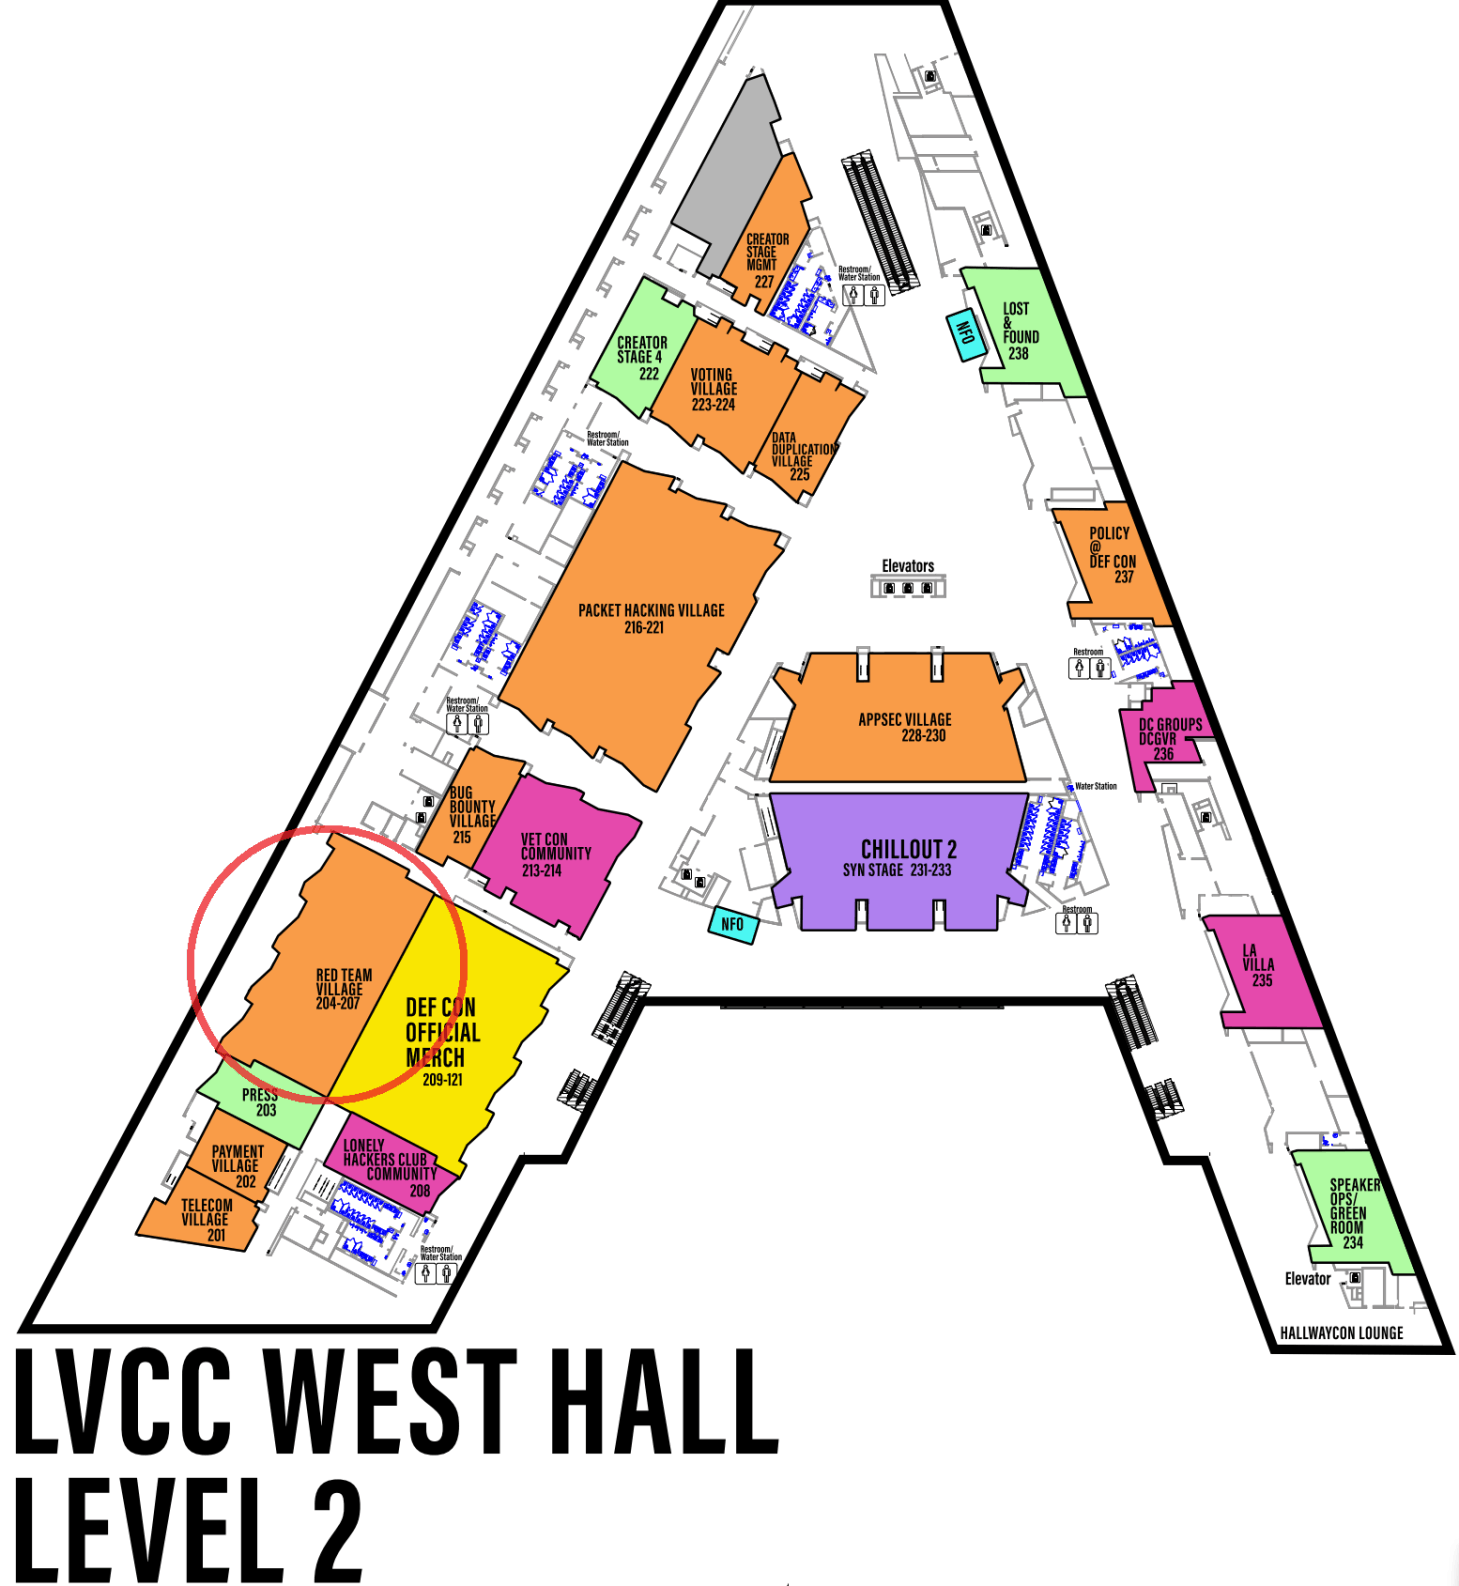 CREATOR
STAGE
MGMT
227
Restroom/
Water Station
LOST
&
FOUND
238
NFO
CREATOR
STAGE 4
222
VOTING
VILLAGE
223-224
DATA
DUPLICATION
VILLAGE
225
Restroom/
Water Station
POLICY
@
DEF CON
237
Elevators
PACKET HACKING VILLAGE
216-221
Restroom
Restroom/
Water Station
APPSEC VILLAGE
228-230
DC GROUPS
DCGVR
236
Water Station
BUG
BOUNTY
VILLAGE
215
VET CON
COMMUNITY
213-214
CHILLOUT 2
SYN STAGE 231-233
NFO
Restroom
LA
VILLA
235
RED TEAM
VILLAGE
204-207
DEF CON
OFFICIAL
MERCH
209-121
PRESS
203
PAYMENT
VILLAGE
202
LONELY
HACKERS CLUB
COMMUNITY
208
TELECOM
VILLAGE
201
Restroom/
Water Station
SPEAKER
OPS/
GREEN
ROOM
234
Elevator
HALLWAYCON LOUNGE
LVCC WEST HALL
LEVEL 2